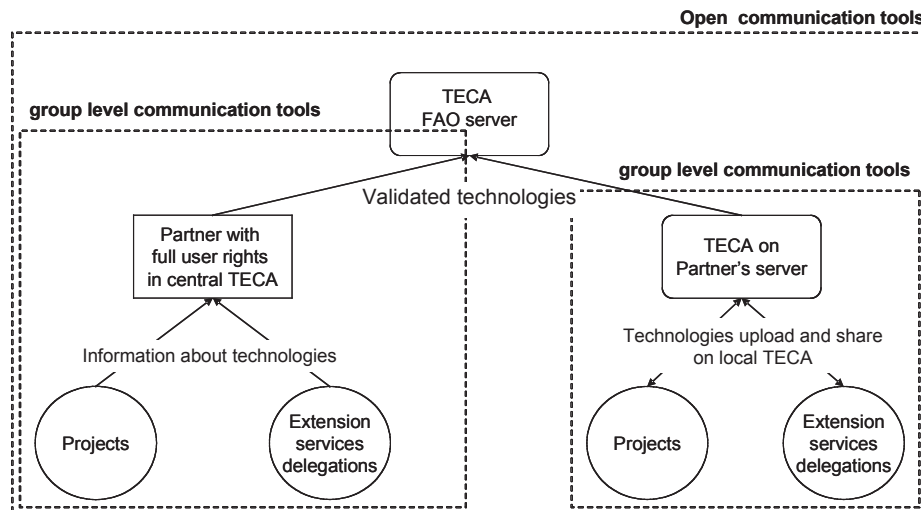 Open communication tools
TECA
FAO server
group level communication tools
group level communication tools
Validated technologies
Partner with
full user rights
in central TECA
TECA on
Partner's server
Information about technologies
Technologies upload and share
on local TECA
Projects
Extension
services
delegations
Projects
Extension
services
delegations